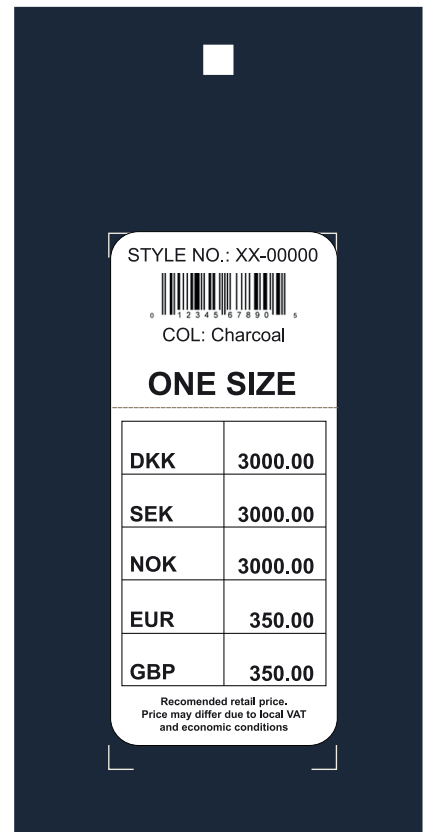 STYLE NO.: XX-00000
0 12345 67890 5
COL: Charcoal
ONE SIZE
DKK 3000.00
SEK 3000.00
NOK 3000.00
EUR 350.00
GBP 350.00
Recomended retail price.
Price may differ due to local VAT
and economic conditions